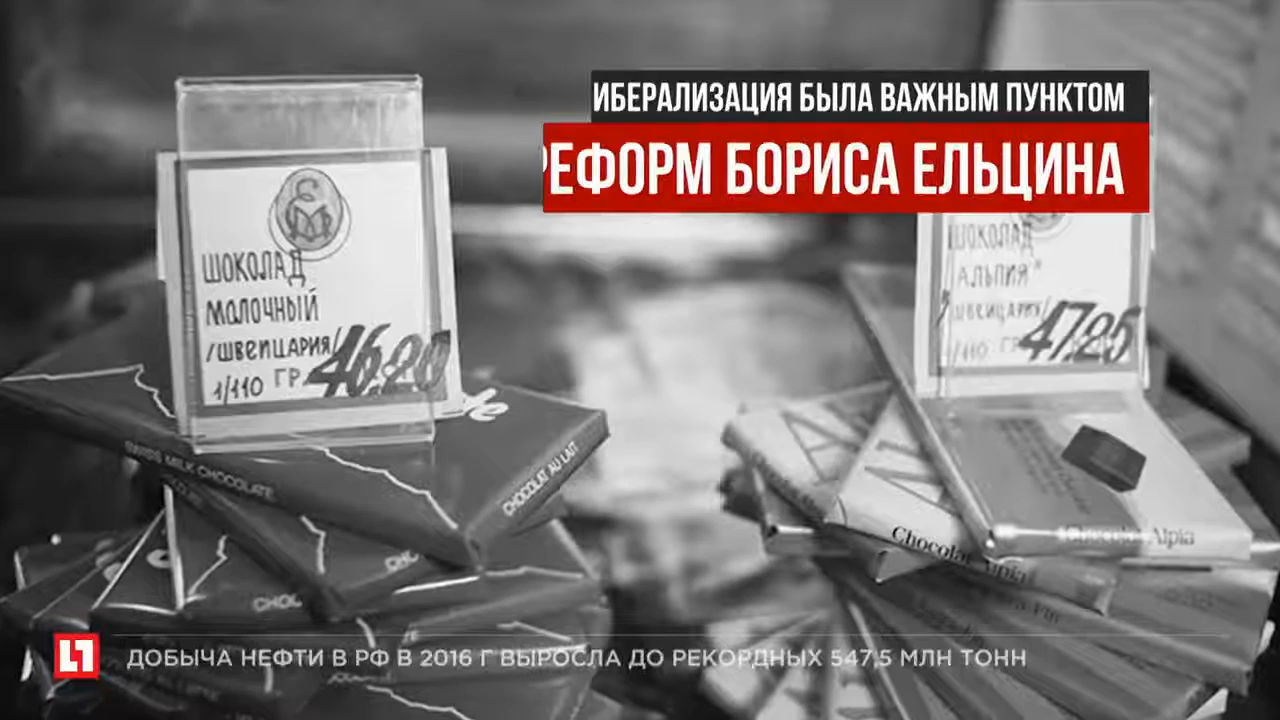 ИБЕРАЛИЗАЦИЯ БЫЛА ВАЖНЫМ ПУНКТОМ
РЕФОРМ БОРИСА ЕЛЬЦИНА
ШОКОЛАД
МОЛОЧНЫЙ
/ШВЕЙЦАРИЯ/
1/110 ГР 46.20
ШОКОЛАД
"АЛЬПИЯ"
/ШВЕЙЦАРИЯ/
1/110 ГР 47.25
SWISS MILK CHOCOLATE
CHOCOLAT AU LAIT
Chocolat Alpia
Chocolat Alpia
ДОБЫЧА НЕФТИ В РФ В 2016 Г ВЫРОСЛА ДО РЕКОРДНЫХ 547,5 МЛН ТОНН